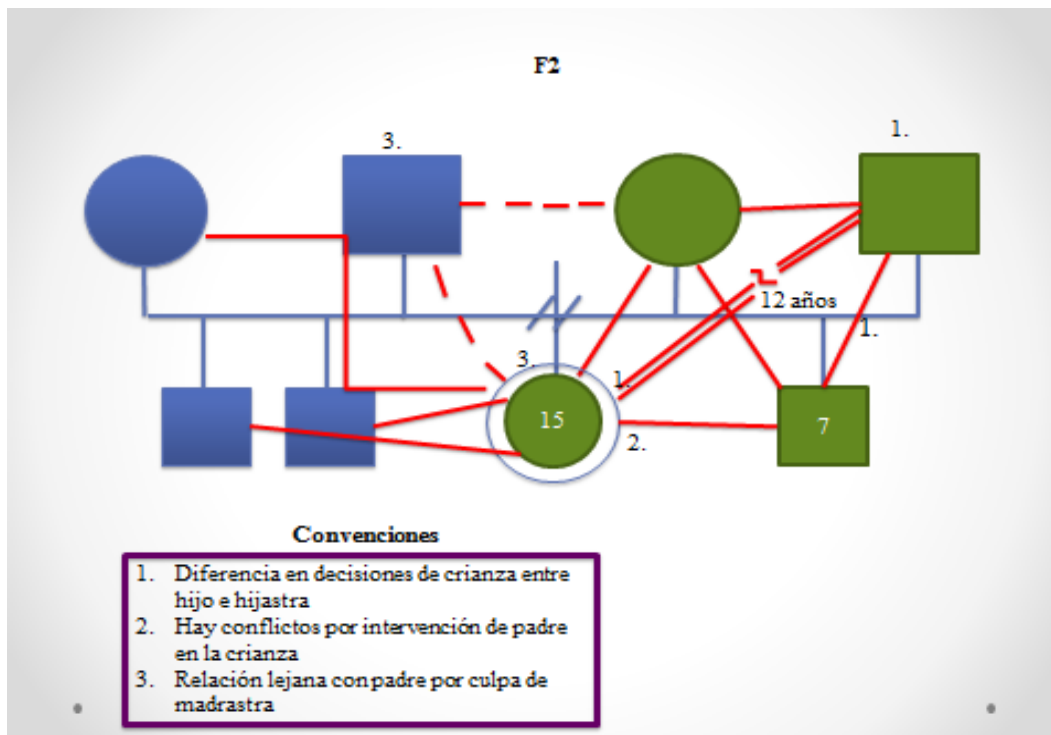 F2
3.
1.
12 años
1.
3.
1.
15
7
2.
Convenciones
1. Diferencia en decisiones de crianza entre
hijo e hijastra
2. Hay conflictos por intervención de padre
en la crianza
3. Relación lejana con padre por culpa de
madrastra